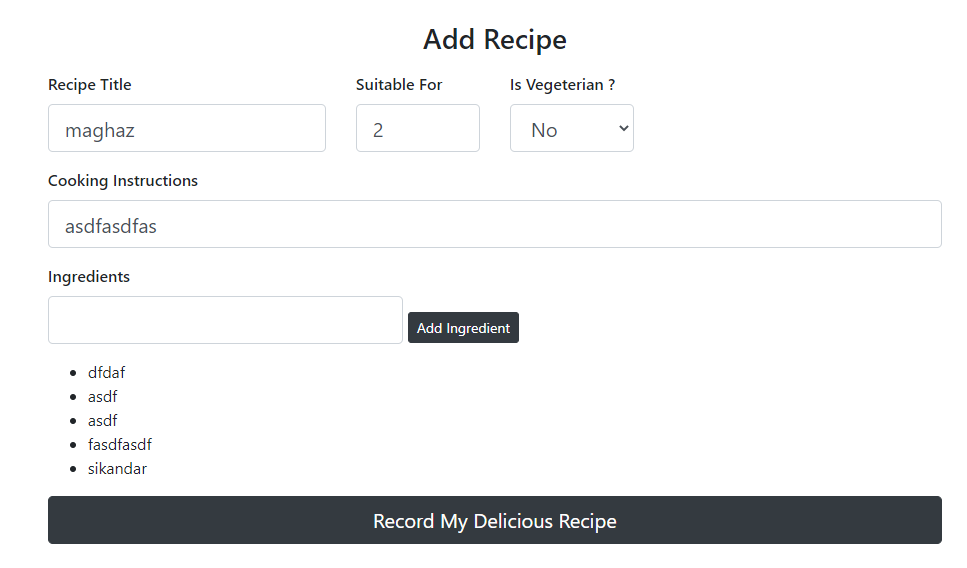 Add Recipe
Recipe Title Suitable For Is Vegeterian ?
maghaz 2 No
Cooking Instructions
asdfasdfas
Ingredients
Add Ingredient
dfdaf
asdf
asdf
fasdfasdf
sikandar
Record My Delicious Recipe